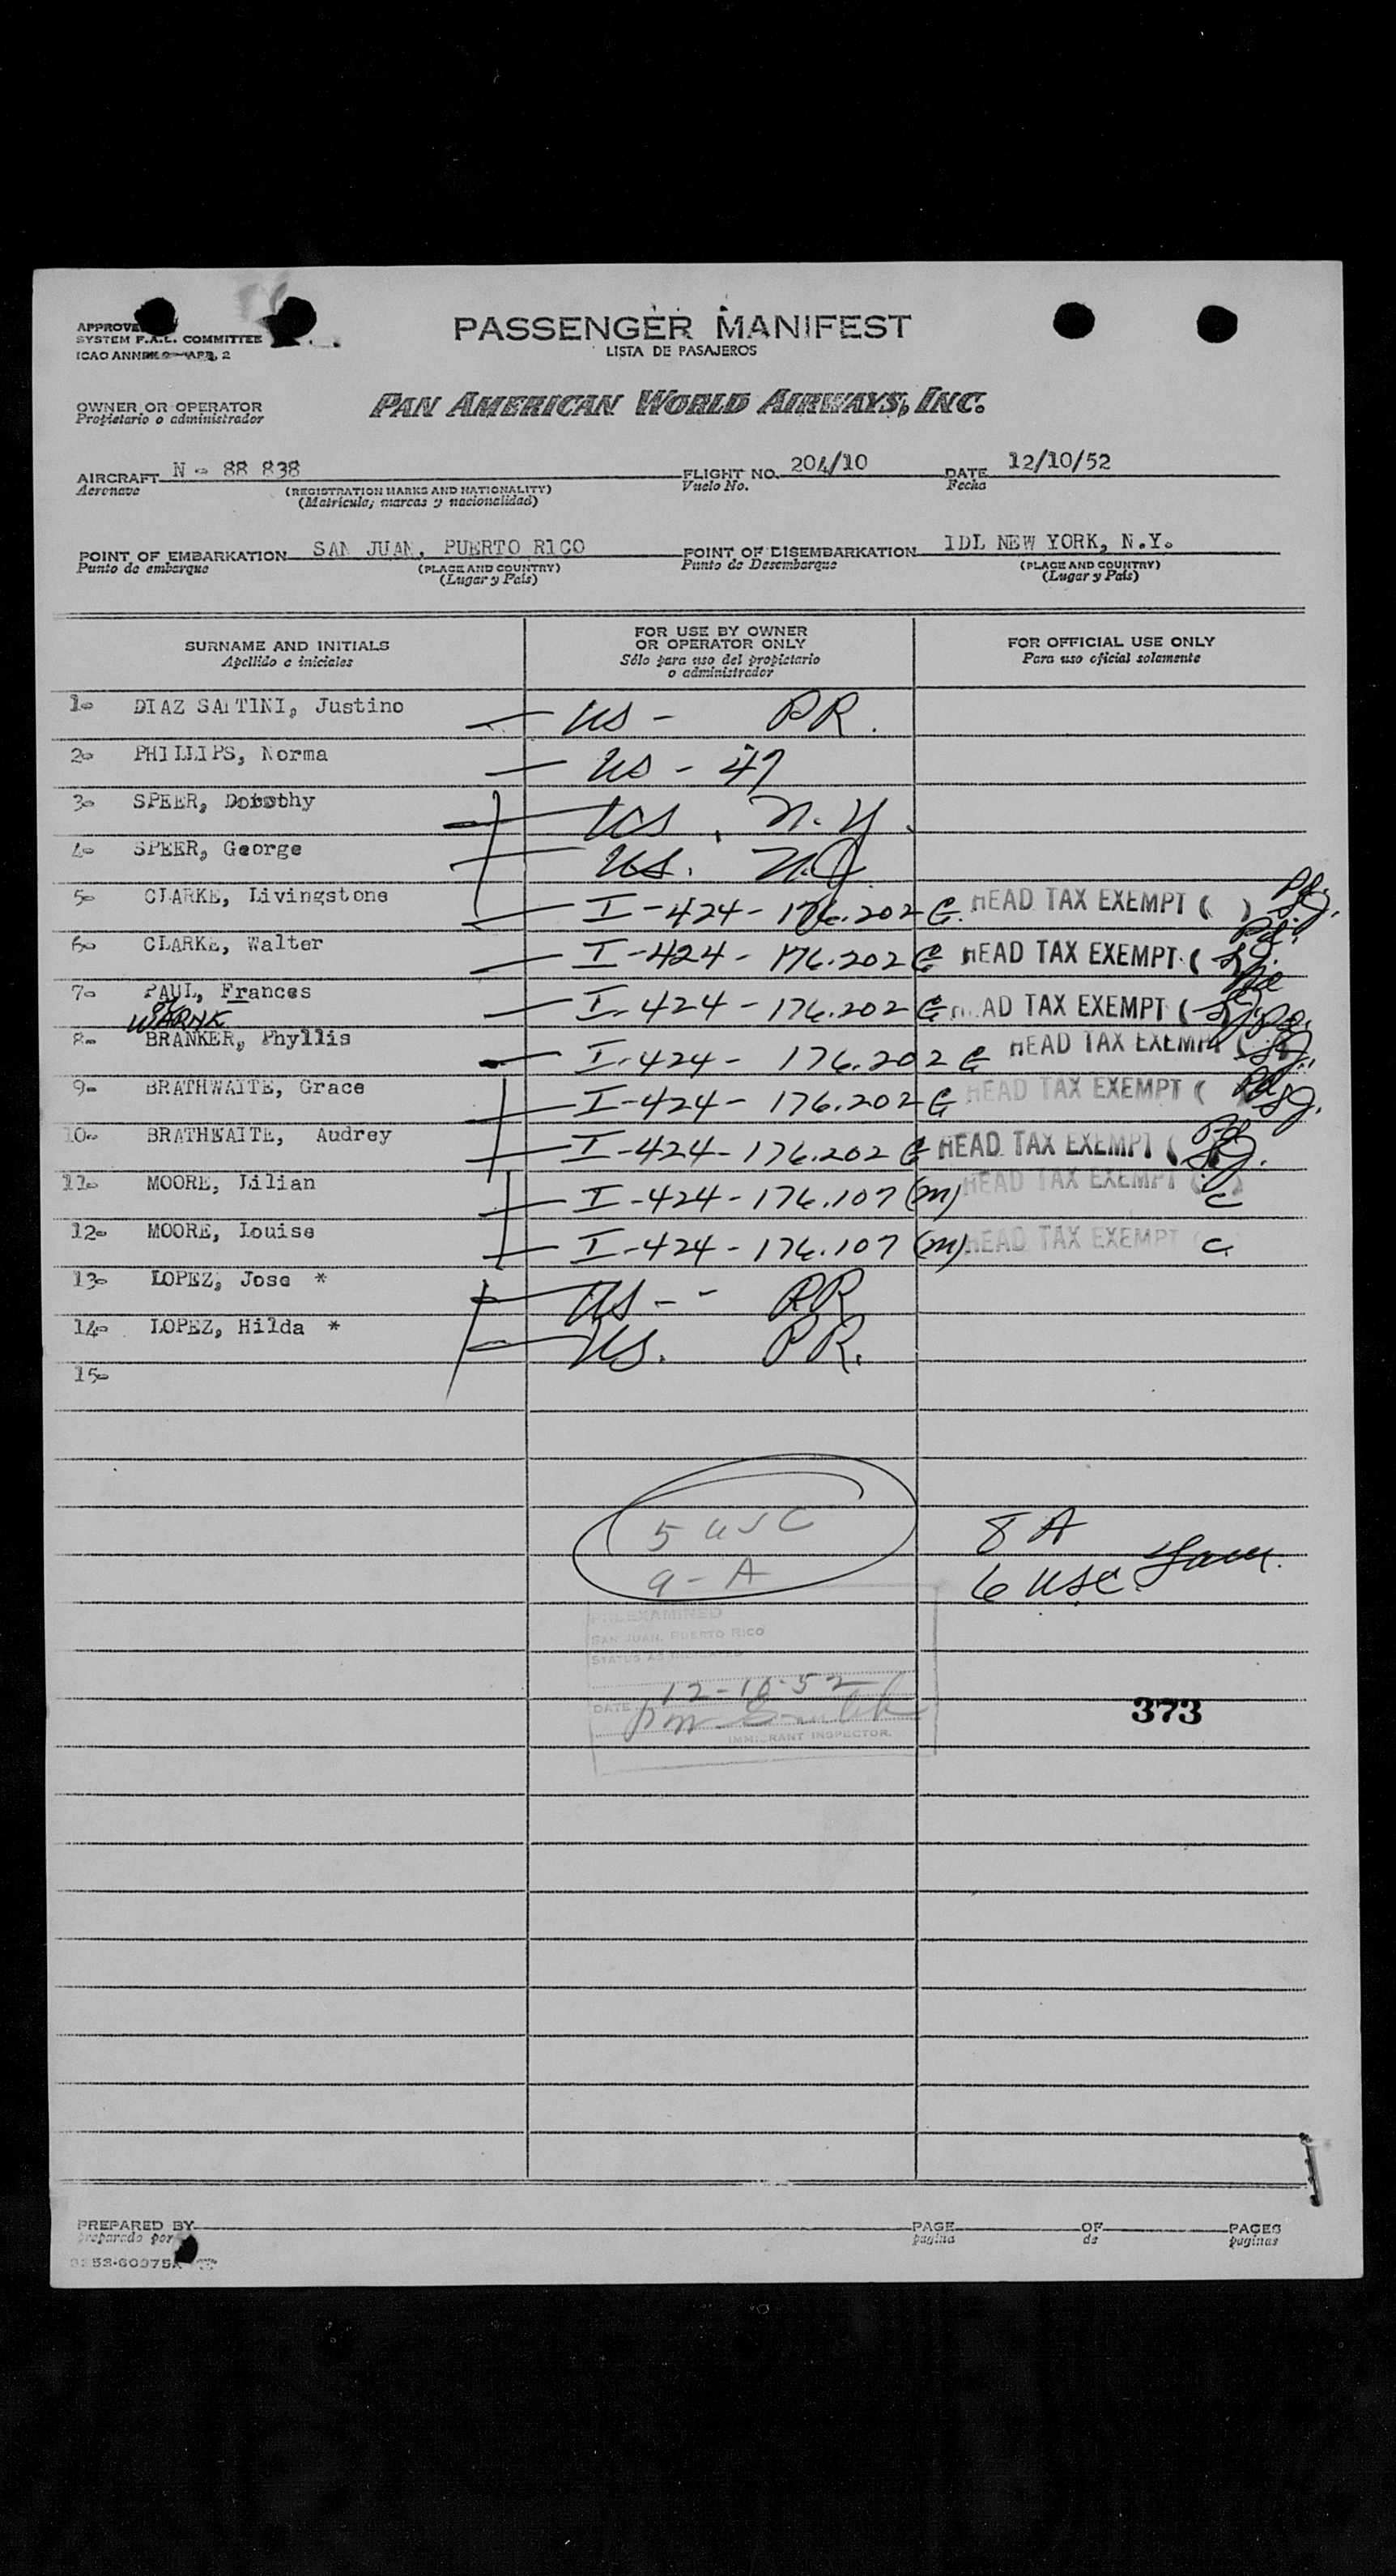 PASSENGER MANIFEST
LISTA DE PASAJEROS
SYSTEM F.A.L. COMMITTEE
ICAO ANNEX 9—APP. 2
OWNER OR OPERATOR
Propietario o administrador
PAN AMERICAN WORLD AIRWAYS, INC.
AIRCRAFT N - 88 838 FLIGHT NO. 204/10 DATE 12/10/52
Aeronave (REGISTRATION MARKS AND NATIONALITY) Vuelo No. Fecha
(Matrícula; marcas y nacionalidad)
POINT OF EMBARKATION SAN JUAN, PUERTO RICO POINT OF DISEMBARKATION IDL NEW YORK, N.Y.
Punto de embarque (PLACE AND COUNTRY) Punto de Desembarque (PLACE AND COUNTRY)
(Lugar y País) (Lugar y País)
SURNAME AND INITIALS FOR USE BY OWNER OR OPERATOR ONLY FOR OFFICIAL USE ONLY
Apellido e iniciales Sólo para uso del propietario o administrador Para uso oficial solamente
1- DIAZ SANTINI, Justino US - PR.
2- PHILLIPS, Norma US - 47
3- SPEER, Dorothy US. N.Y.
4- SPEER, George US. N.J.
5- CLARKE, Livingstone I-424-176.202 G. HEAD TAX EXEMPT ( )
6- CLARKE, Walter I-424-176.202 G HEAD TAX EXEMPT (
7- PAUL, Frances I-424-176.202 G HEAD TAX EXEMPT (
8- BRANKER, Phyllis I-424-176.202 G HEAD TAX EXEMPT (
9- BRATHWAITE, Grace I-424-176.202 G HEAD TAX EXEMPT (
10- BRATHWAITE, Audrey I-424-176.202 G HEAD TAX EXEMPT (
11- MOORE, Lilian I-424-176.107 (m) HEAD TAX EXEMPT ( ) C
12- MOORE, Louise I-424-176.107 (m) HEAD TAX EXEMPT ( C
13- LOPEZ, Jose * US - - PR
14- LOPEZ, Hilda * US. PR.
15-
5 USC 8 A
9-A 6 USC
PREEXAMINED
SAN JUAN, PUERTO RICO
STATUS AS
DATE 12-10-52
IMMIGRANT INSPECTOR.
373
PREPARED BY PAGE OF PAGES
preparado por pagina de paginas